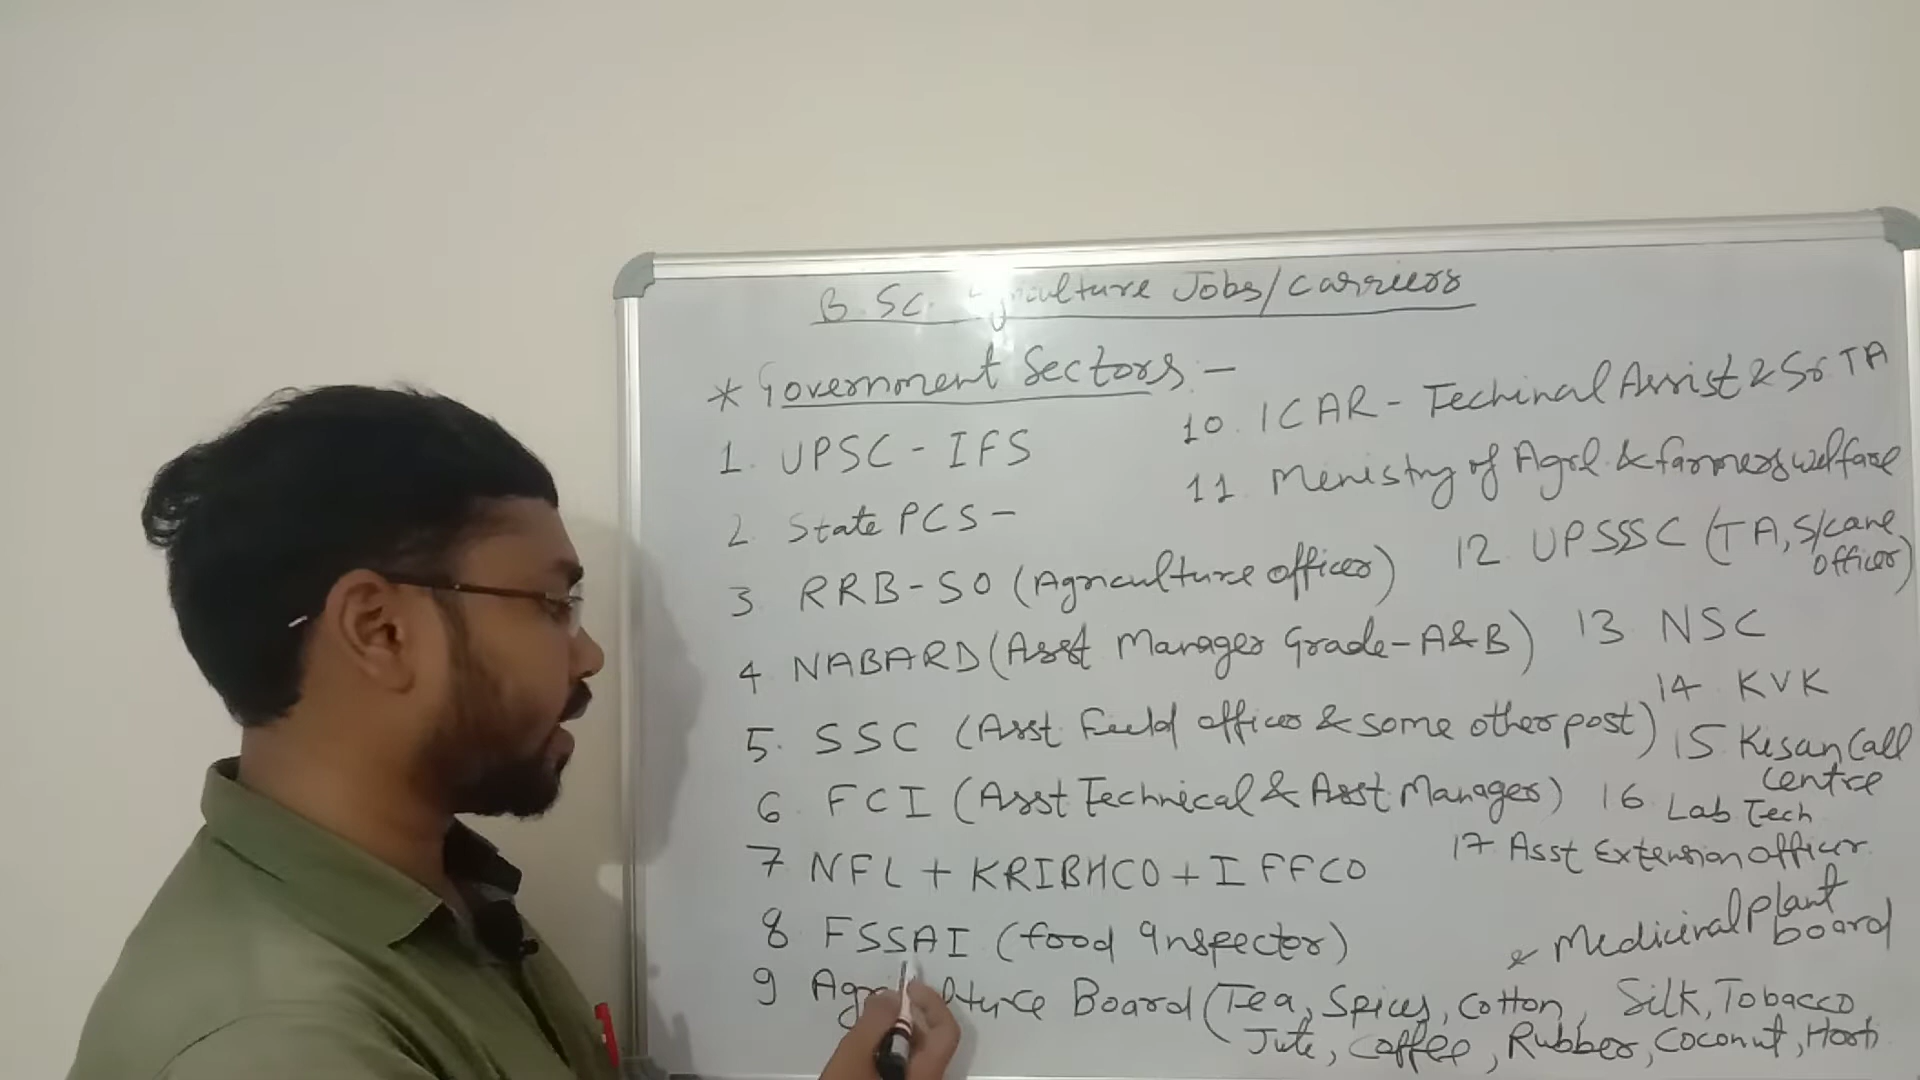 B.Sc. Agriculture Jobs/carriers
* Government Sectors :-
1. UPSC - IFS
2. State PCS -
3 RRB-SO (Agriculture officer)
4 NABARD (Asst Manager Grade-A&B)
5. SSC (Asst Field officer & some other post)
6 FCI (Asst Technical & Asst Manager)
7 NFL + KRIBHCO + IFFCO
8 FSSAI (food Inspector)
9 Agriculture Board (Tea, Spices, Cotton, Silk, Tobacco,
Jute, Coffee, Rubber, Coconut, Horti
10. ICAR - Techinal Assist & Sr TA
11 Menistry of Agrl & farmers welfare
12 UPSSSC (TA, S/cane
officer)
13 NSC
14 KVK
15 Kisan Call
Centre
16 Lab Tech
17 Asst Extension officer
& Medicinal plant
board